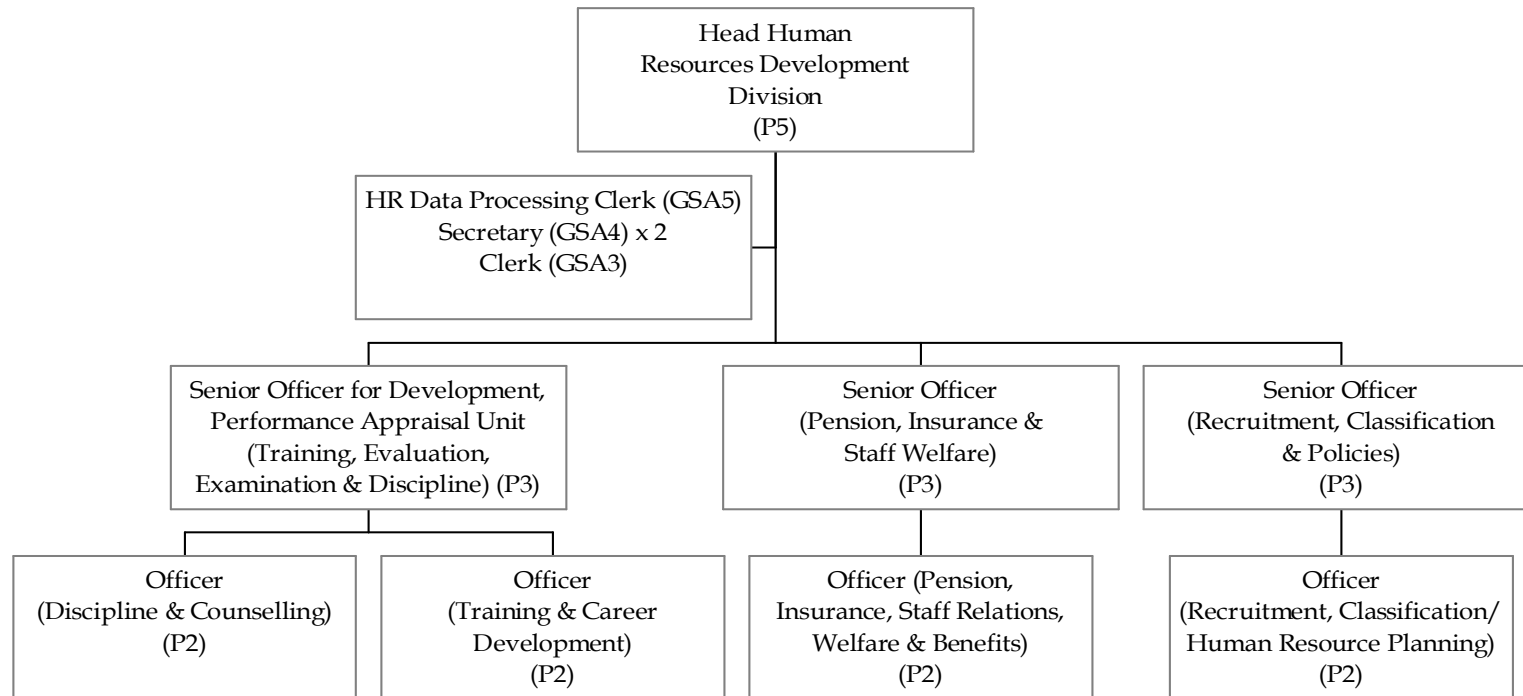 Head Human
Resources Development
Division
(P5)
HR Data Processing Clerk (GSA5)
Secretary (GSA4) x 2
Clerk (GSA3)
Senior Officer for Development,
Performance Appraisal Unit
(Training, Evaluation,
Examination & Discipline) (P3)
Senior Officer
(Pension, Insurance &
Staff Welfare)
(P3)
Senior Officer
(Recruitment, Classification
& Policies)
(P3)
Officer
(Discipline & Counselling)
(P2)
Officer
(Training & Career
Development)
(P2)
Officer (Pension,
Insurance, Staff Relations,
Welfare & Benefits)
(P2)
Officer
(Recruitment, Classification/
Human Resource Planning)
(P2)